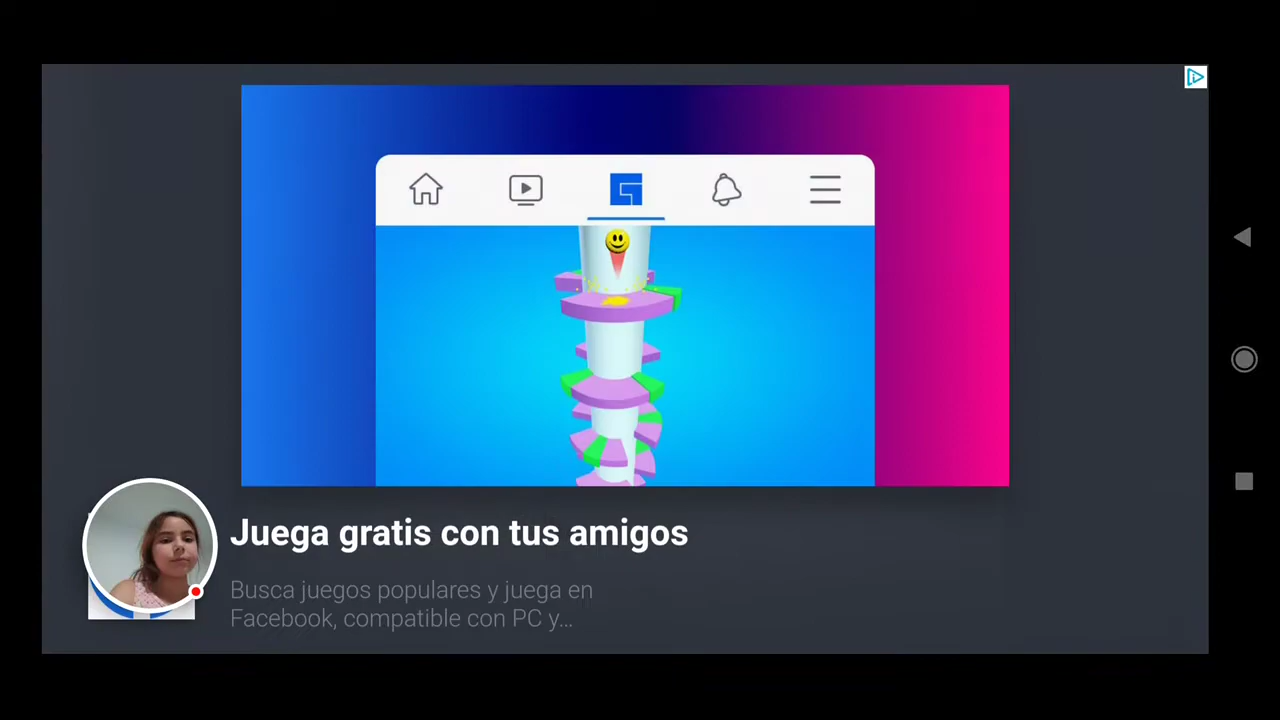 Juega gratis con tus amigos
Busca juegos populares y juega en
Facebook, compatible con PC y...